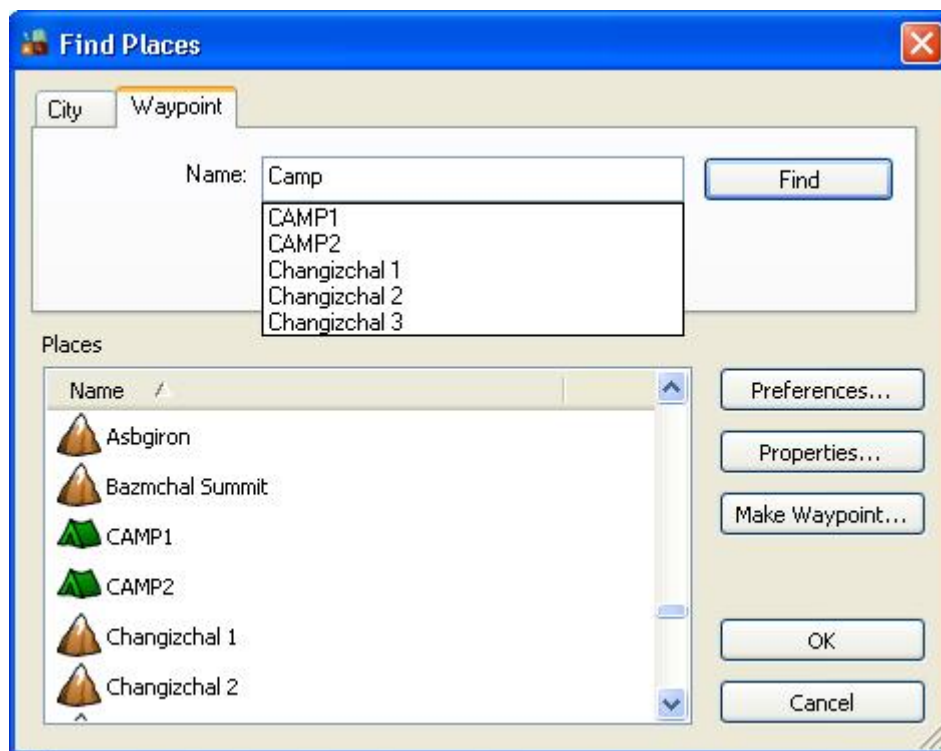 Find Places
City Waypoint
Name: Camp Find
CAMP1
CAMP2
Changizchal 1
Changizchal 2
Changizchal 3
Places
Name Preferences...
Asbgiron
Properties...
Bazmchal Summit
Make Waypoint...
CAMP1
CAMP2
Changizchal 1 OK
Changizchal 2 Cancel